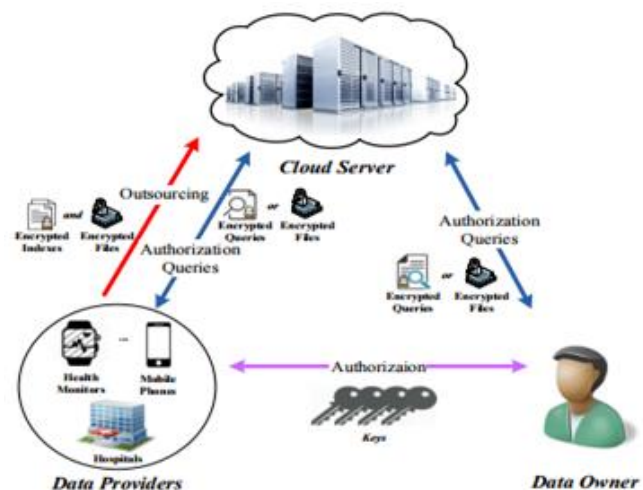 Cloud Server
Outsourcing
and
Encrypted
Indexes
Encrypted
Files
or
Encrypted
Queries
Encrypted
Files
Authorization
Queries
Authorization
Queries
or
Encrypted
Queries
Encrypted
Files
...
Health
Monitors
Mobile
Phones
Hospitals
Authorizaion
Keys
Data Providers
Data Owner